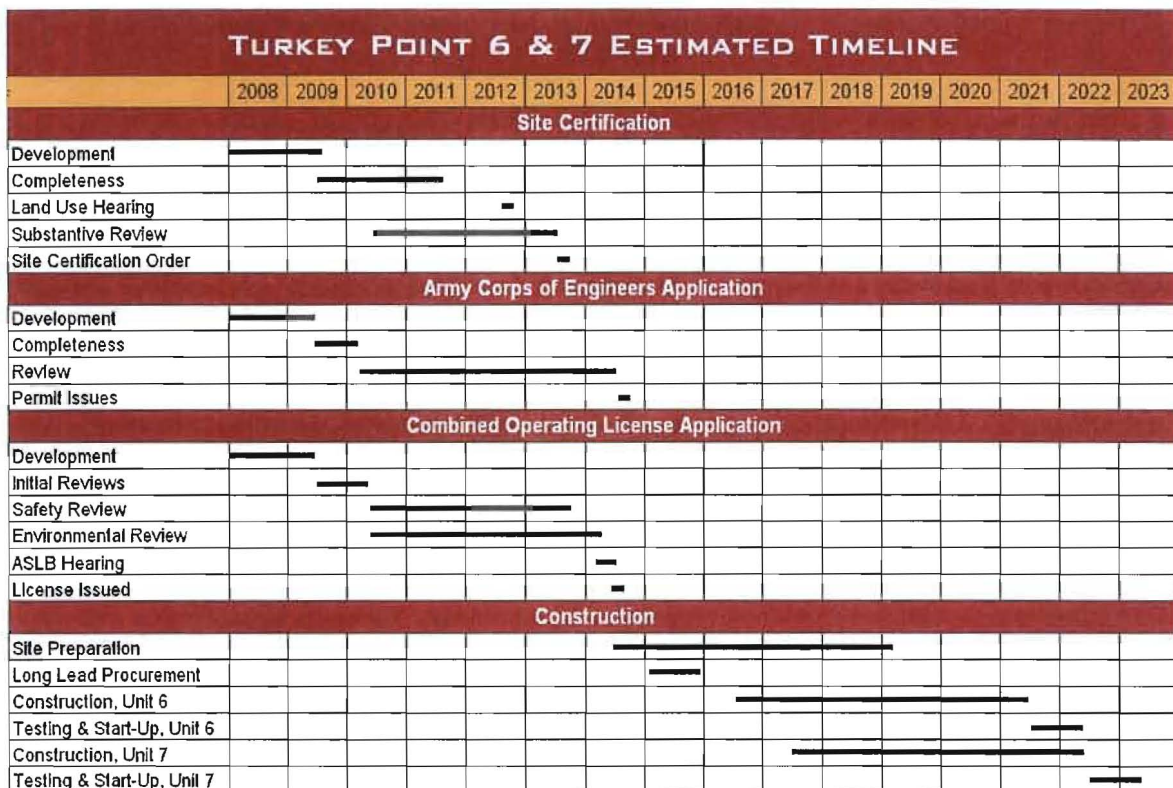 TURKEY POINT 6 & 7 ESTIMATED TIMELINE
2008 2009 2010 2011 2012 2013 2014 2015 2016 2017 2018 2019 2020 2021 2022 2023
Site Certification
Development
Completeness
Land Use Hearing
Substantive Review
Site Certification Order
Army Corps of Engineers Application
Development
Completeness
Review
Permit Issues
Combined Operating License Application
Development
Initial Reviews
Safety Review
Environmental Review
ASLB Hearing
License Issued
Construction
Site Preparation
Long Lead Procurement
Construction, Unit 6
Testing & Start-Up, Unit 6
Construction, Unit 7
Testing & Start-Up, Unit 7